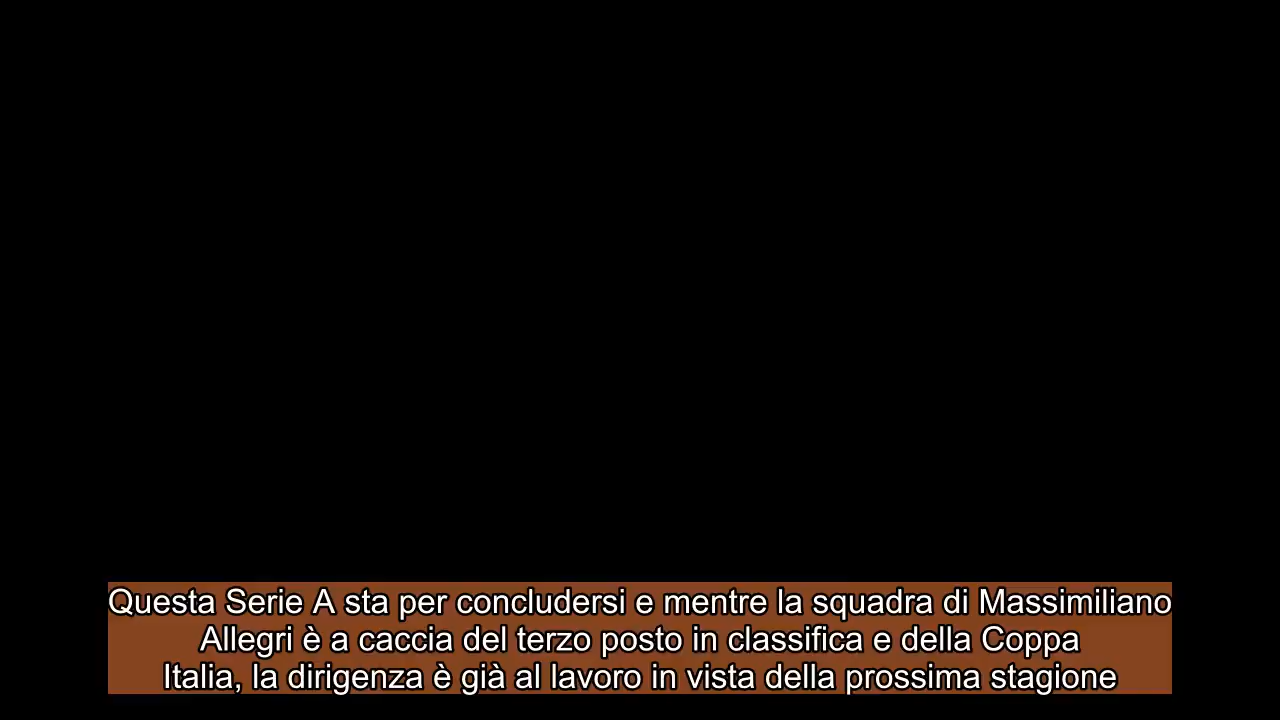 Questa Serie A sta per concludersi e mentre la squadra di Massimiliano
Allegri è a caccia del terzo posto in classifica e della Coppa
Italia, la dirigenza è già al lavoro in vista della prossima stagione